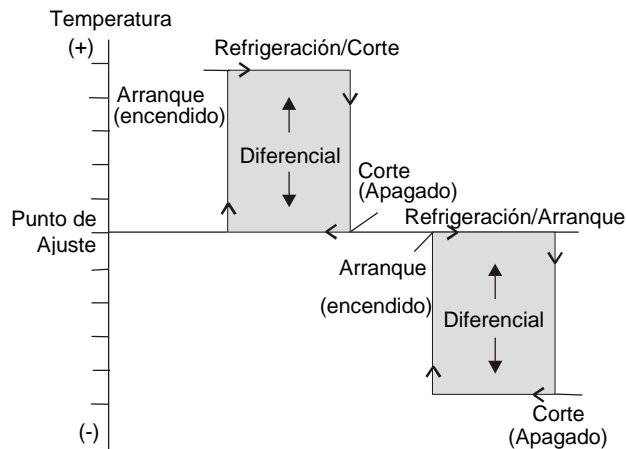 Temperatura
(+)
Refrigeración/Corte
Arranque
(encendido)
Diferencial
Corte
(Apagado)
Punto de
Ajuste
Refrigeración/Arranque
Arranque
(encendido)
Diferencial
Corte
(Apagado)
(-)